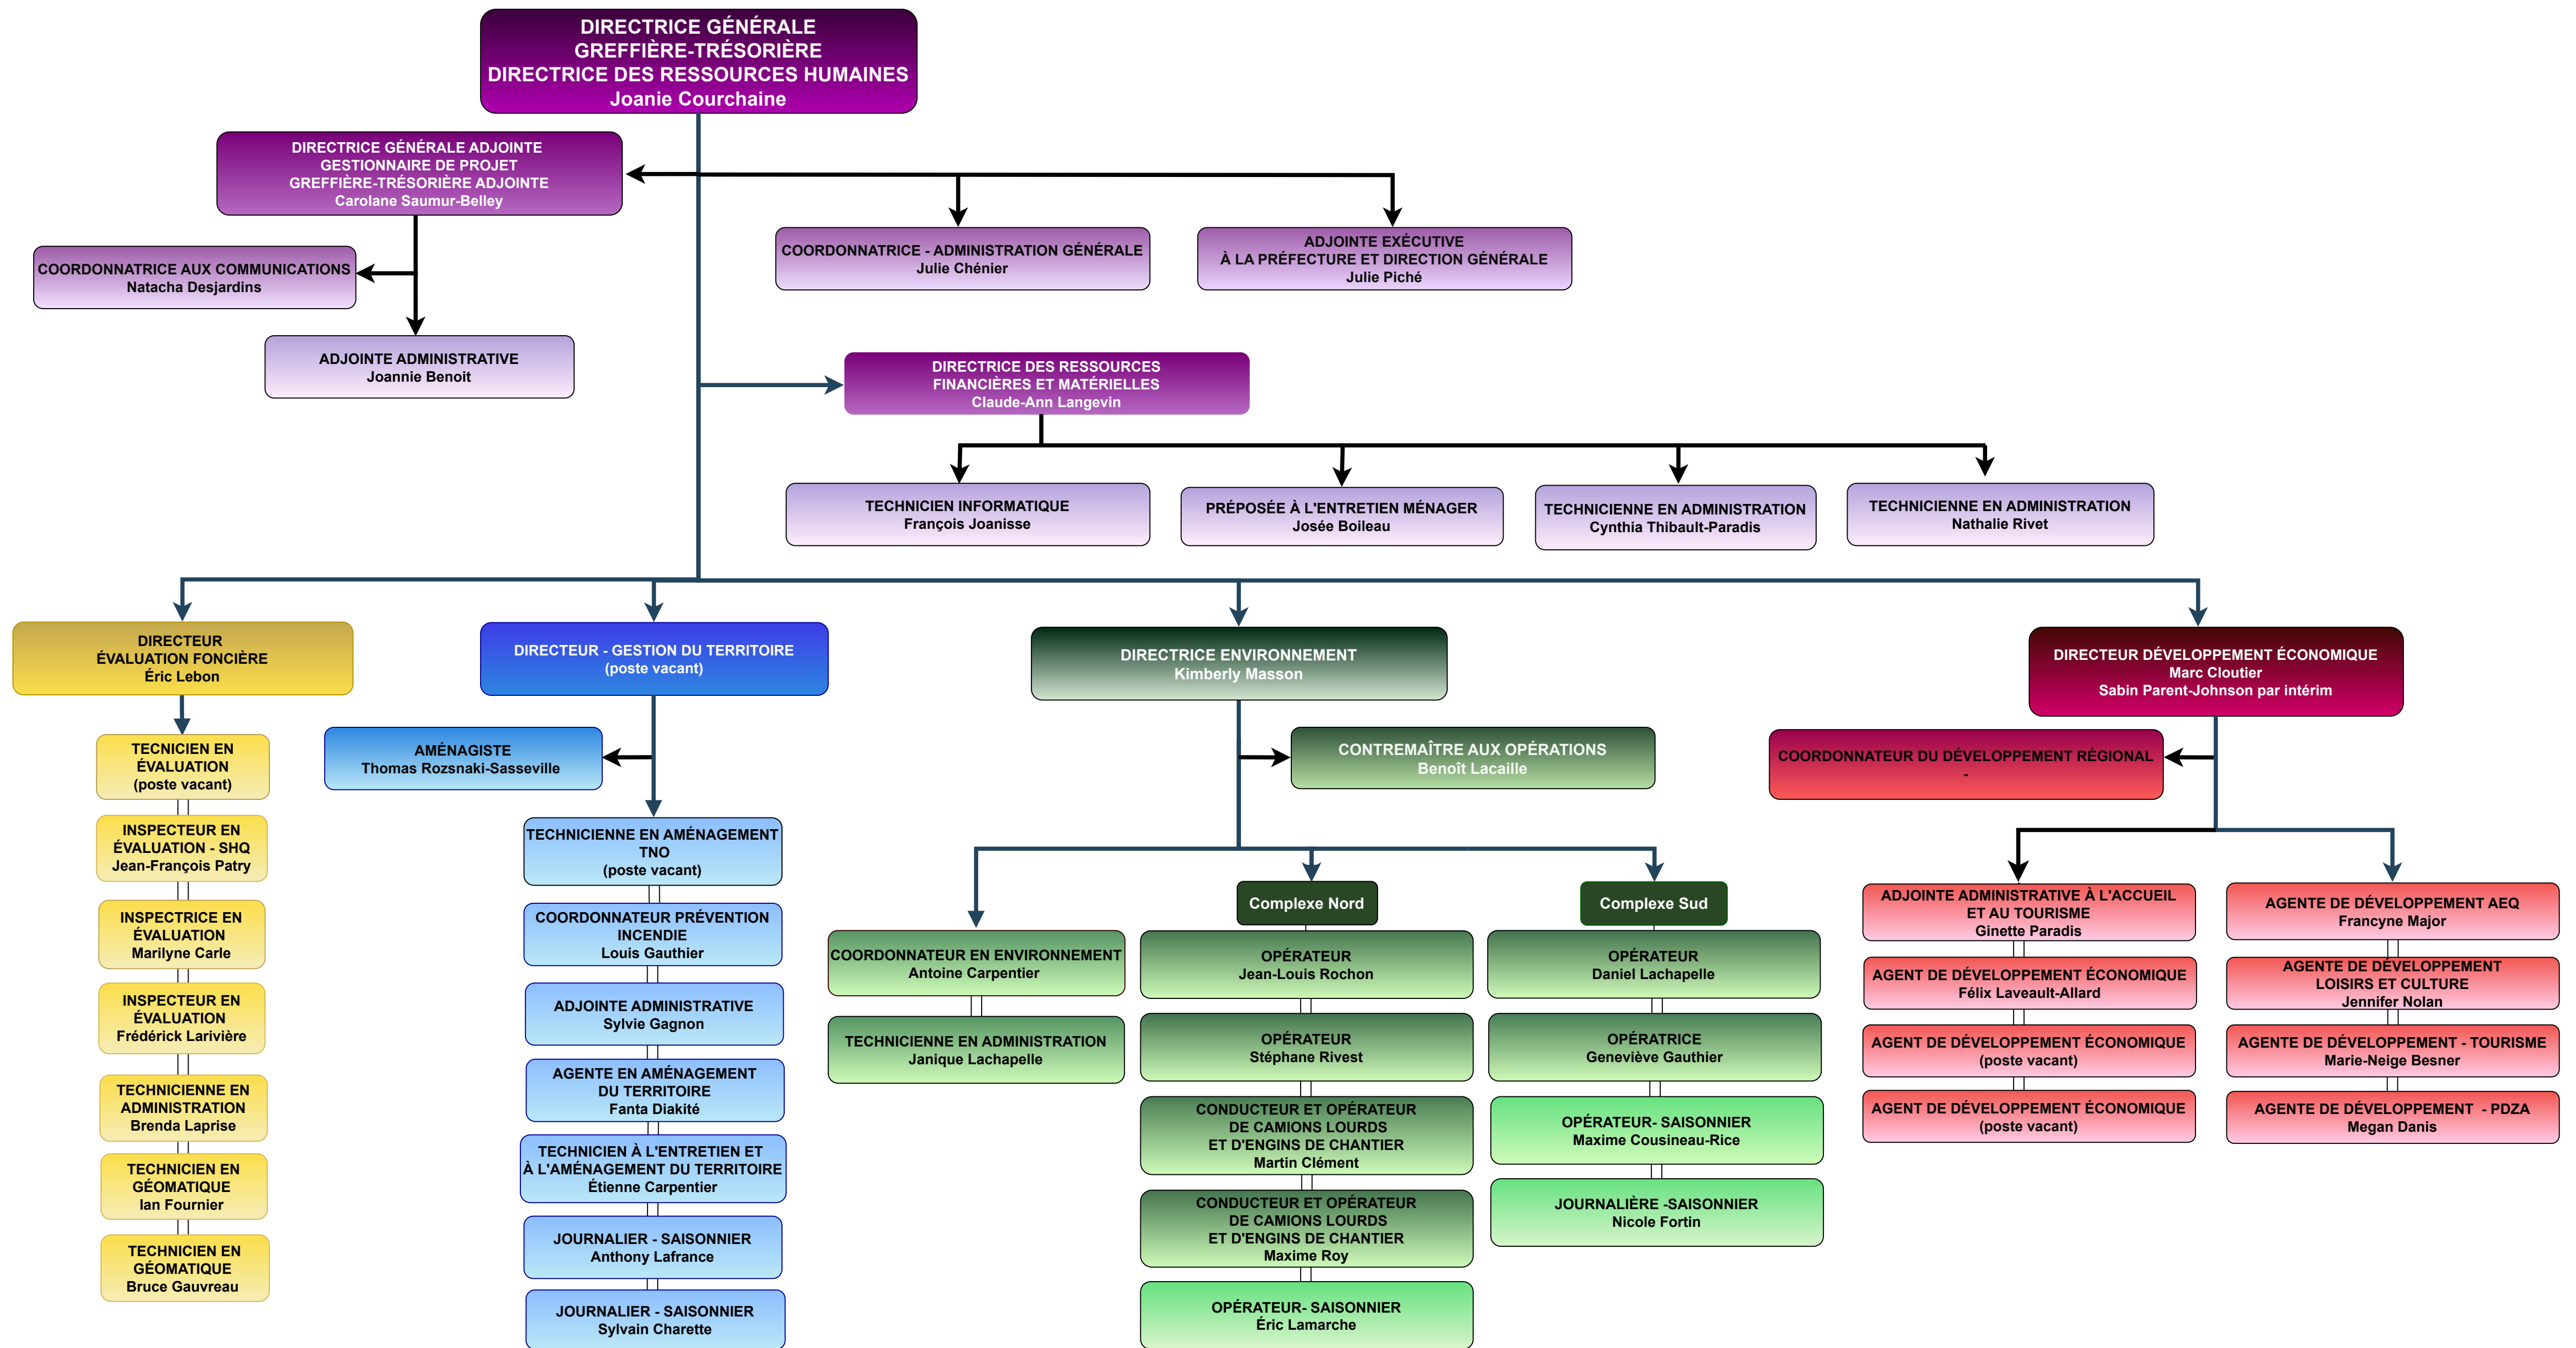 DIRECTRICE GÉNÉRALE
GREFFIÈRE-TRÉSORIÈRE
DIRECTRICE DES RESSOURCES HUMAINES
Joanie Courchaine
DIRECTRICE GÉNÉRALE ADJOINTE
GESTIONNAIRE DE PROJET
GREFFIÈRE-TRÉSORIÈRE ADJOINTE
Carolane Saumur-Belley
COORDONNATRICE - ADMINISTRATION GÉNÉRALE
Julie Chénier
ADJOINTE EXÉCUTIVE
À LA PRÉFECTURE ET DIRECTION GÉNÉRALE
Julie Piché
COORDONNATRICE AUX COMMUNICATIONS
Natacha Desjardins
ADJOINTE ADMINISTRATIVE
Joannie Benoit
DIRECTRICE DES RESSOURCES
FINANCIÈRES ET MATÉRIELLES
Claude-Ann Langevin
TECHNICIEN INFORMATIQUE
François Joanisse
PRÉPOSÉE À L'ENTRETIEN MÉNAGER
Josée Boileau
TECHNICIENNE EN ADMINISTRATION
Cynthia Thibault-Paradis
TECHNICIENNE EN ADMINISTRATION
Nathalie Rivet
DIRECTEUR
ÉVALUATION FONCIÈRE
Éric Lebon
TECNICIEN EN
ÉVALUATION
(poste vacant)
INSPECTEUR EN
ÉVALUATION - SHQ
Jean-François Patry
INSPECTRICE EN
ÉVALUATION
Marilyne Carle
INSPECTEUR EN
ÉVALUATION
Frédérick Larivière
TECHNICIENNE EN
ADMINISTRATION
Brenda Laprise
TECHNICIEN EN
GÉOMATIQUE
Ian Fournier
TECHNICIEN EN
GÉOMATIQUE
Bruce Gauvreau
DIRECTEUR - GESTION DU TERRITOIRE
(poste vacant)
AMÉNAGISTE
Thomas Rozsnaki-Sasseville
TECHNICIENNE EN AMÉNAGEMENT
TNO
(poste vacant)
COORDONNATEUR PRÉVENTION
INCENDIE
Louis Gauthier
ADJOINTE ADMINISTRATIVE
Sylvie Gagnon
AGENTE EN AMÉNAGEMENT
DU TERRITOIRE
Fanta Diakité
TECHNICIEN À L'ENTRETIEN ET
À L'AMÉNAGEMENT DU TERRITOIRE
Étienne Carpentier
JOURNALIER - SAISONNIER
Anthony Lafrance
JOURNALIER - SAISONNIER
Sylvain Charette
DIRECTRICE ENVIRONNEMENT
Kimberly Masson
CONTREMAÎTRE AUX OPÉRATIONS
Benoît Lacaille
COORDONNATEUR EN ENVIRONNEMENT
Antoine Carpentier
TECHNICIENNE EN ADMINISTRATION
Janique Lachapelle
Complexe Nord
OPÉRATEUR
Jean-Louis Rochon
OPÉRATEUR
Stéphane Rivest
CONDUCTEUR ET OPÉRATEUR
DE CAMIONS LOURDS
ET D'ENGINS DE CHANTIER
Martin Clément
CONDUCTEUR ET OPÉRATEUR
DE CAMIONS LOURDS
ET D'ENGINS DE CHANTIER
Maxime Roy
OPÉRATEUR- SAISONNIER
Éric Lamarche
Complexe Sud
OPÉRATEUR
Daniel Lachapelle
OPÉRATRICE
Geneviève Gauthier
OPÉRATEUR- SAISONNIER
Maxime Cousineau-Rice
JOURNALIÈRE -SAISONNIER
Nicole Fortin
DIRECTEUR DÉVELOPPEMENT ÉCONOMIQUE
Marc Cloutier
Sabin Parent-Johnson par intérim
COORDONNATEUR DU DÉVELOPPEMENT RÉGIONAL
-
ADJOINTE ADMINISTRATIVE À L'ACCUEIL
ET AU TOURISME
Ginette Paradis
AGENT DE DÉVELOPPEMENT ÉCONOMIQUE
Félix Laveault-Allard
AGENT DE DÉVELOPPEMENT ÉCONOMIQUE
(poste vacant)
AGENT DE DÉVELOPPEMENT ÉCONOMIQUE
(poste vacant)
AGENTE DE DÉVELOPPEMENT AEQ
Francyne Major
AGENTE DE DÉVELOPPEMENT
LOISIRS ET CULTURE
Jennifer Nolan
AGENTE DE DÉVELOPPEMENT - TOURISME
Marie-Neige Besner
AGENTE DE DÉVELOPPEMENT - PDZA
Megan Danis